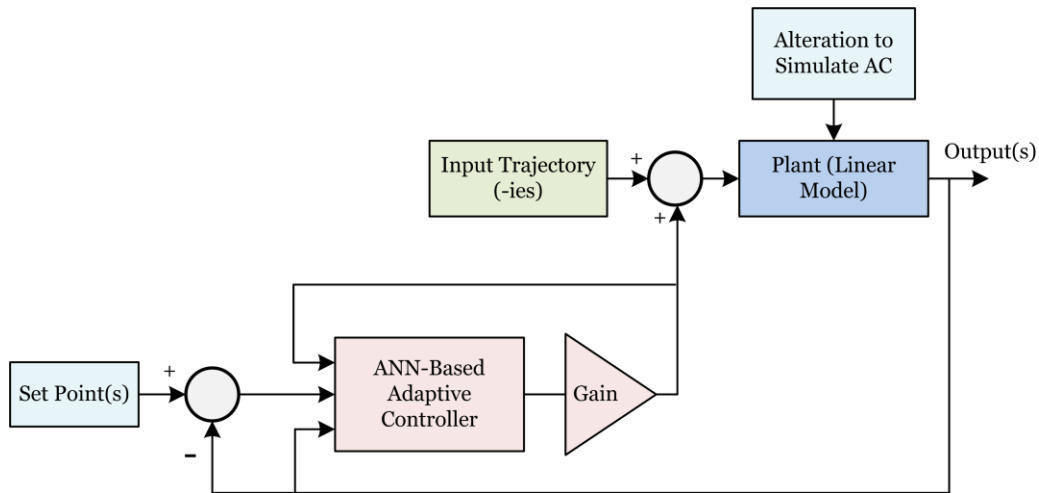 Alteration to
Simulate AC
Input Trajectory
(-ies)
+
+
Plant (Linear
Model)
Output(s)
Set Point(s)
+
-
ANN-Based
Adaptive
Controller
Gain